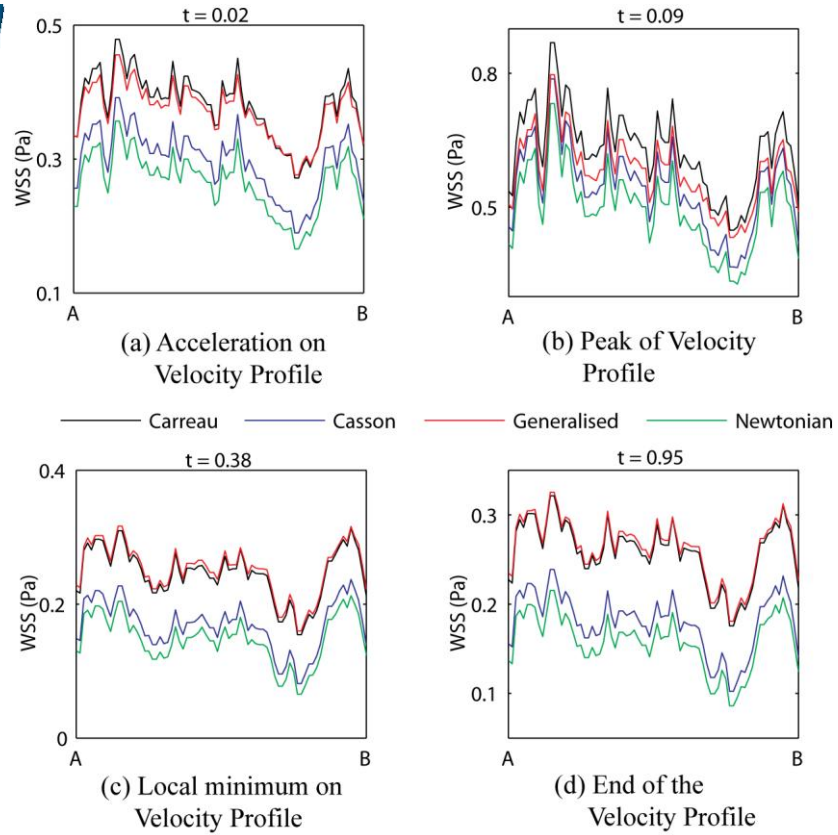 t = 0.02
0.5
0.3
0.1
WSS (Pa)
A
B
(a) Acceleration on
Velocity Profile
t = 0.09
0.8
0.5
WSS (Pa)
A
B
(b) Peak of Velocity
Profile
Carreau
Casson
Generalised
Newtonian
t = 0.38
0.4
0.2
0
WSS (Pa)
A
B
(c) Local minimum on
Velocity Profile
t = 0.95
0.3
0.2
0.1
WSS (Pa)
A
B
(d) End of the
Velocity Profile